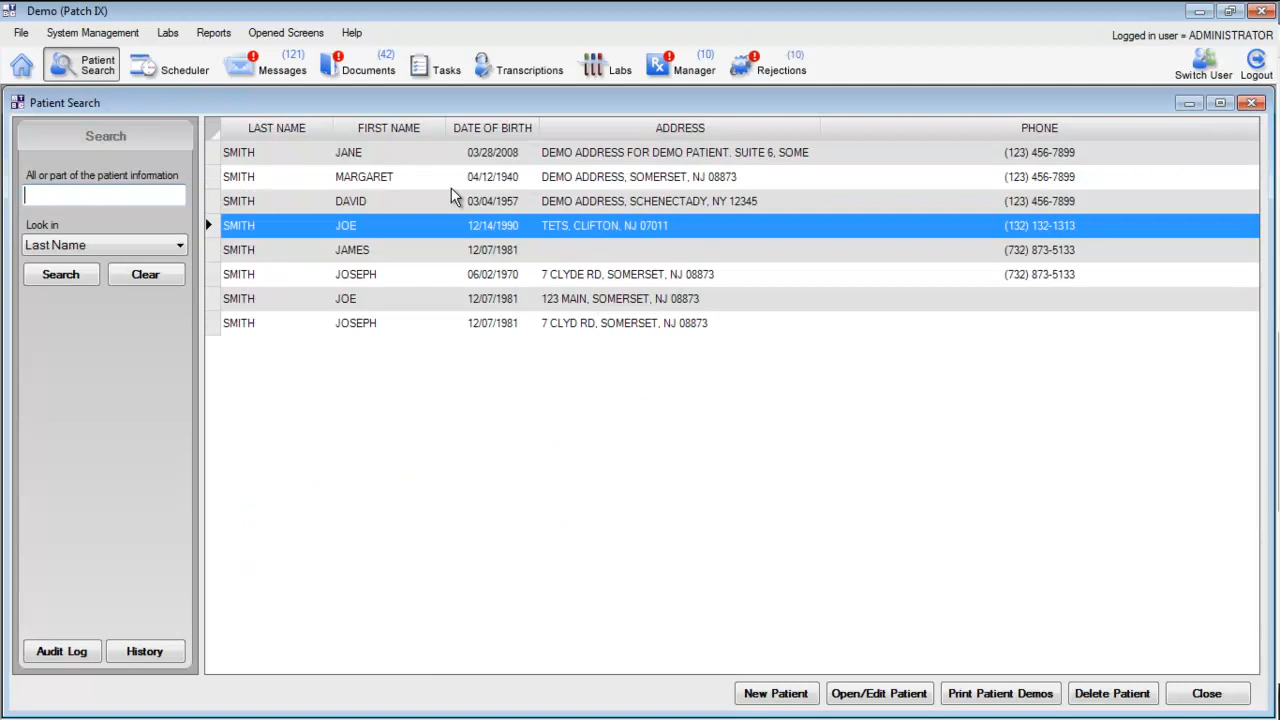 Demo (Patch IX)
File System Management Labs Reports Opened Screens Help
Logged in user = ADMINISTRATOR
Patient Search Scheduler (121) Messages (42) Documents Tasks Transcriptions Labs (10) Manager (10) Rejections Switch User Logout
Patient Search
Search
All or part of the patient information
Look in
Last Name
Search Clear
Audit Log History
LAST NAME FIRST NAME DATE OF BIRTH ADDRESS PHONE
SMITH JANE 03/28/2008 DEMO ADDRESS FOR DEMO PATIENT. SUITE 6, SOME (123) 456-7899
SMITH MARGARET 04/12/1940 DEMO ADDRESS, SOMERSET, NJ 08873 (123) 456-7899
SMITH DAVID 03/04/1957 DEMO ADDRESS, SCHENECTADY, NY 12345 (123) 456-7899
SMITH JOE 12/14/1990 TETS, CLIFTON, NJ 07011 (132) 132-1313
SMITH JAMES 12/07/1981 (732) 873-5133
SMITH JOSEPH 06/02/1970 7 CLYDE RD, SOMERSET, NJ 08873 (732) 873-5133
SMITH JOE 12/07/1981 123 MAIN, SOMERSET, NJ 08873
SMITH JOSEPH 12/07/1981 7 CLYD RD, SOMERSET, NJ 08873
New Patient Open/Edit Patient Print Patient Demos Delete Patient Close